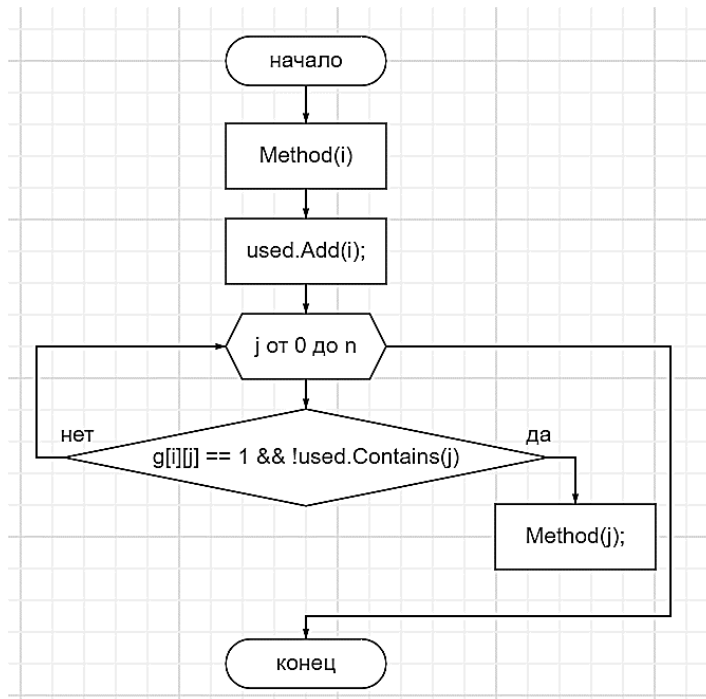 начало
Method(i)
used.Add(i);
j от 0 до n
нет
да
g[i][j] == 1 && !used.Contains(j)
Method(j);
конец